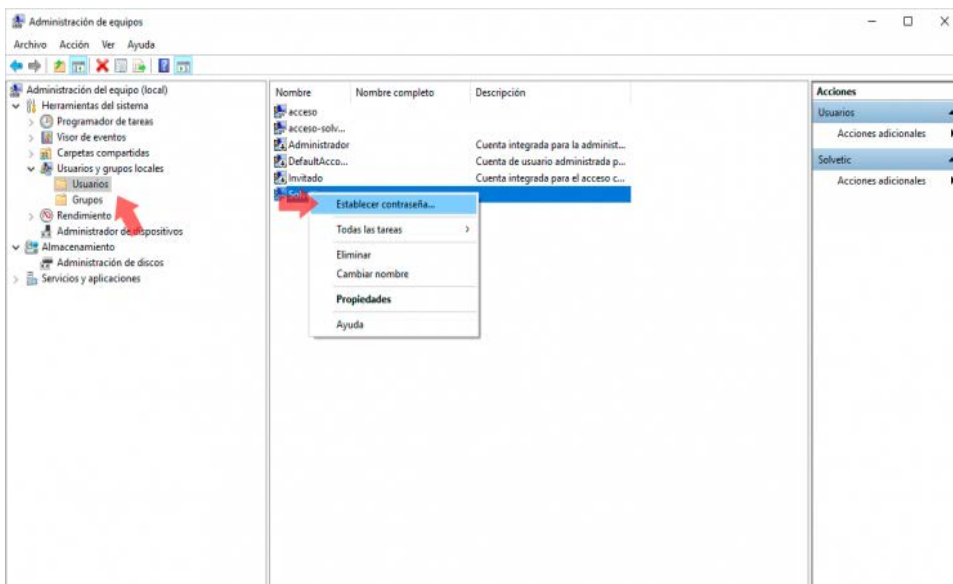 Administración de equipos
Archivo Acción Ver Ayuda
Administración del equipo (local)
Herramientas del sistema
Programador de tareas
Visor de eventos
Carpetas compartidas
Usuarios y grupos locales
Usuarios
Grupos
Rendimiento
Administrador de dispositivos
Almacenamiento
Administración de discos
Servicios y aplicaciones
Nombre Nombre completo Descripción
acceso
acceso-solv...
Administrador Cuenta integrada para la administ...
DefaultAcco... Cuenta de usuario administrada p...
Invitado Cuenta integrada para el acceso c...
Establecer contraseña...
Todas las tareas
Eliminar
Cambiar nombre
Propiedades
Ayuda
Acciones
Usuarios
Acciones adicionales
Solvetic
Acciones adicionales